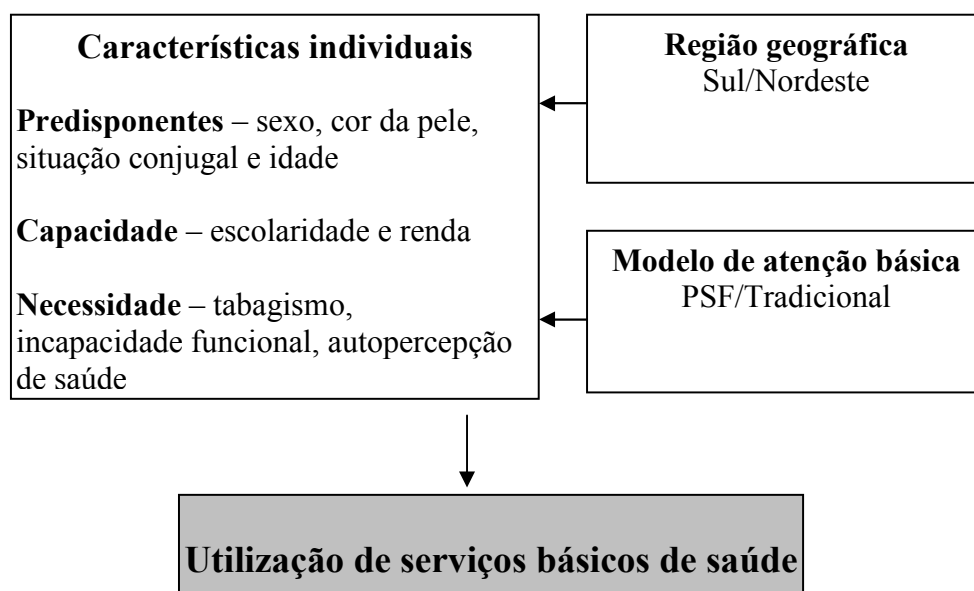 Características individuais
Predisponentes – sexo, cor da pele,
situação conjugal e idade
Capacidade – escolaridade e renda
Necessidade – tabagismo,
incapacidade funcional, autopercepção
de saúde
Região geográfica
Sul/Nordeste
Modelo de atenção básica
PSF/Tradicional
Utilização de serviços básicos de saúde